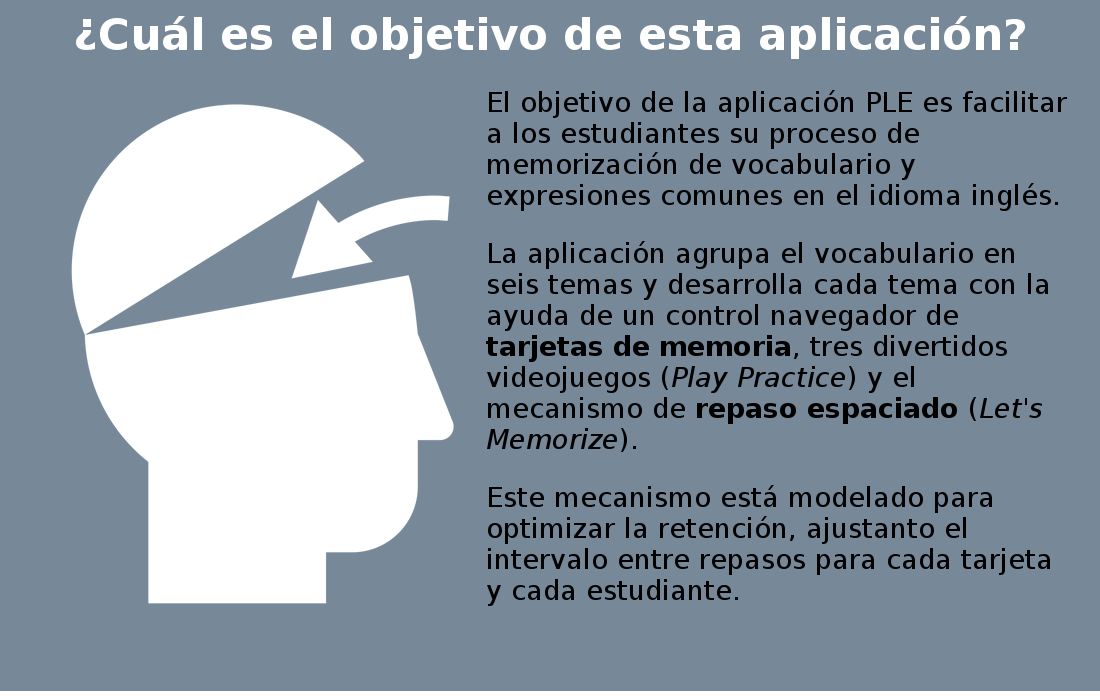 ¿Cuál es el objetivo de esta aplicación?
El objetivo de la aplicación PLE es facilitar
a los estudiantes su proceso de
memorización de vocabulario y
expresiones comunes en el idioma inglés.
La aplicación agrupa el vocabulario en
seis temas y desarrolla cada tema con la
ayuda de un control navegador de
tarjetas de memoria, tres divertidos
videojuegos (Play Practice) y el
mecanismo de repaso espaciado (Let's
Memorize).
Este mecanismo está modelado para
optimizar la retención, ajustanto el
intervalo entre repasos para cada tarjeta
y cada estudiante.